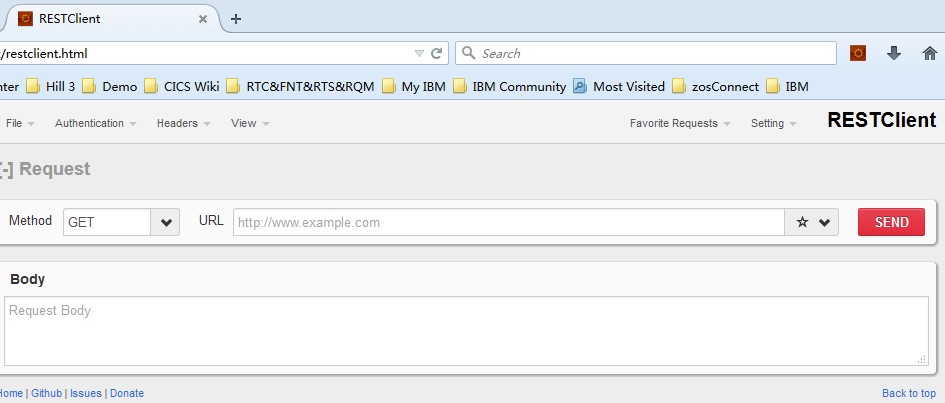 RESTClient × +
/restclient.html Search
nter Hill 3 Demo CICS Wiki RTC&FNT&RTS&RQM My IBM IBM Community Most Visited zosConnect IBM
File Authentication Headers View Favorite Requests Setting RESTClient
[-] Request
Method GET URL http://www.example.com SEND
Body
Request Body
Home | Github | Issues | Donate Back to top